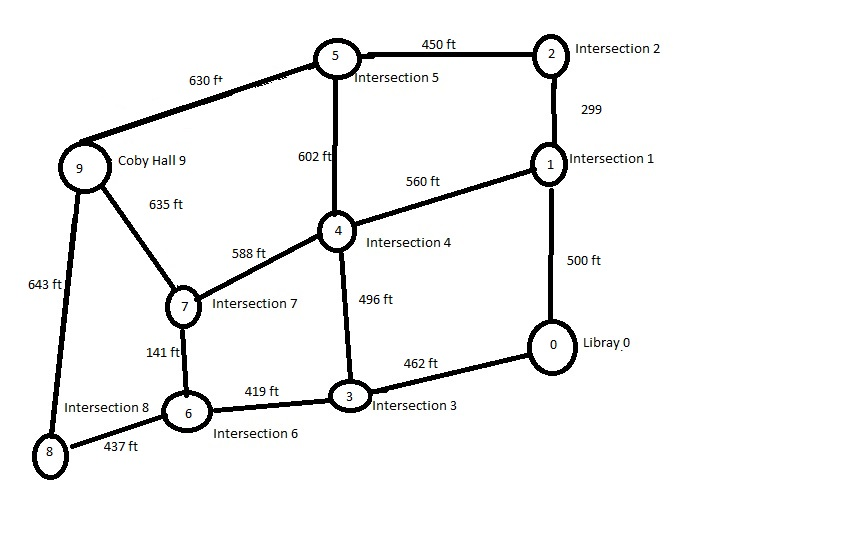 450 ft
5
2
Intersection 2
Intersection 5
630 ft
299
Coby Hall 9
9
602 ft
1
Intersection 1
560 ft
635 ft
4
Intersection 4
588 ft
500 ft
643 ft
7
Intersection 7
496 ft
141 ft
0
Libray 0
462 ft
419 ft
3
Intersection 3
Intersection 8
6
Intersection 6
437 ft
8